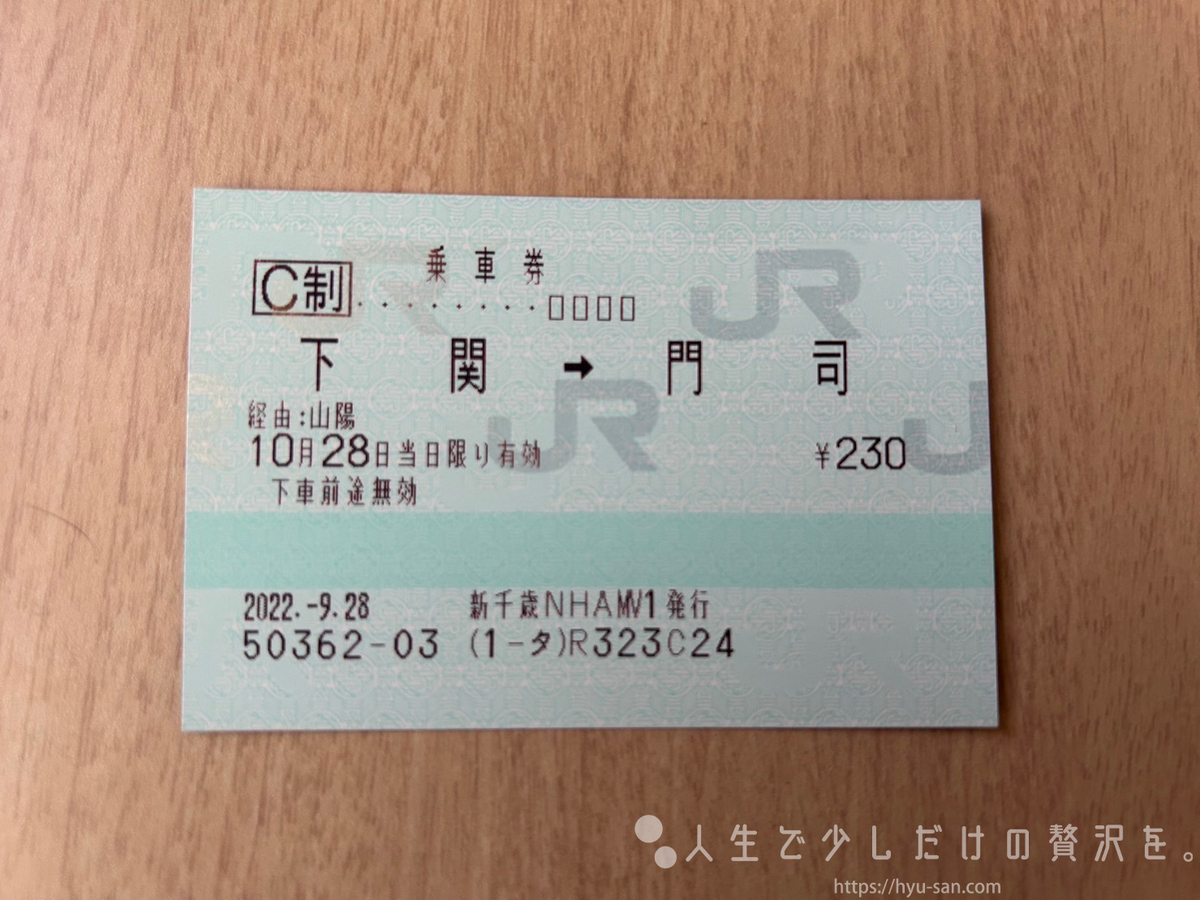 乗車券
C制・・・・・・・・□□□□
下関➡門司
経由:山陽
10月28日当日限り有効 ¥230
下車前途無効
2022.-9.28 新千歳NHAMV1発行
50362-03 (1-タ)R323C24
JR
JR
JR
人生で少しだけの贅沢を。
https://hyu-san.com